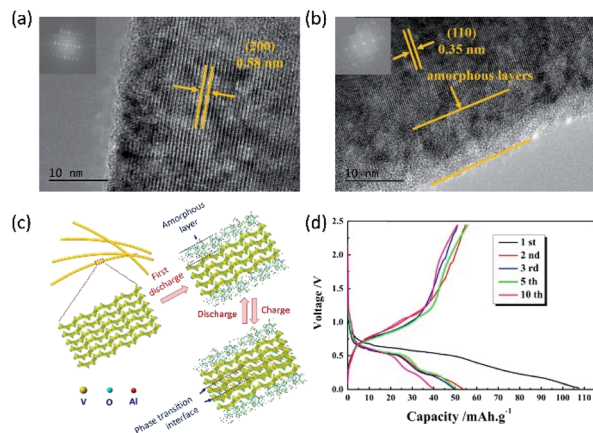 (a)
(200)
0.58 nm
10 nm
(b)
(110)
0.35 nm
amorphous layers
10 nm
(c)
Amorphous
layer
First
discharge
Discharge
Charge
Phase transition
interface
V O Al
(d)
Voltage /V
2.5
2.0
1.5
1.0
0.5
0.0
1 st
2 nd
3 rd
5 th
10 th
0 10 20 30 40 50 60 70 80 90 100 110
Capacity /mAh.g-1